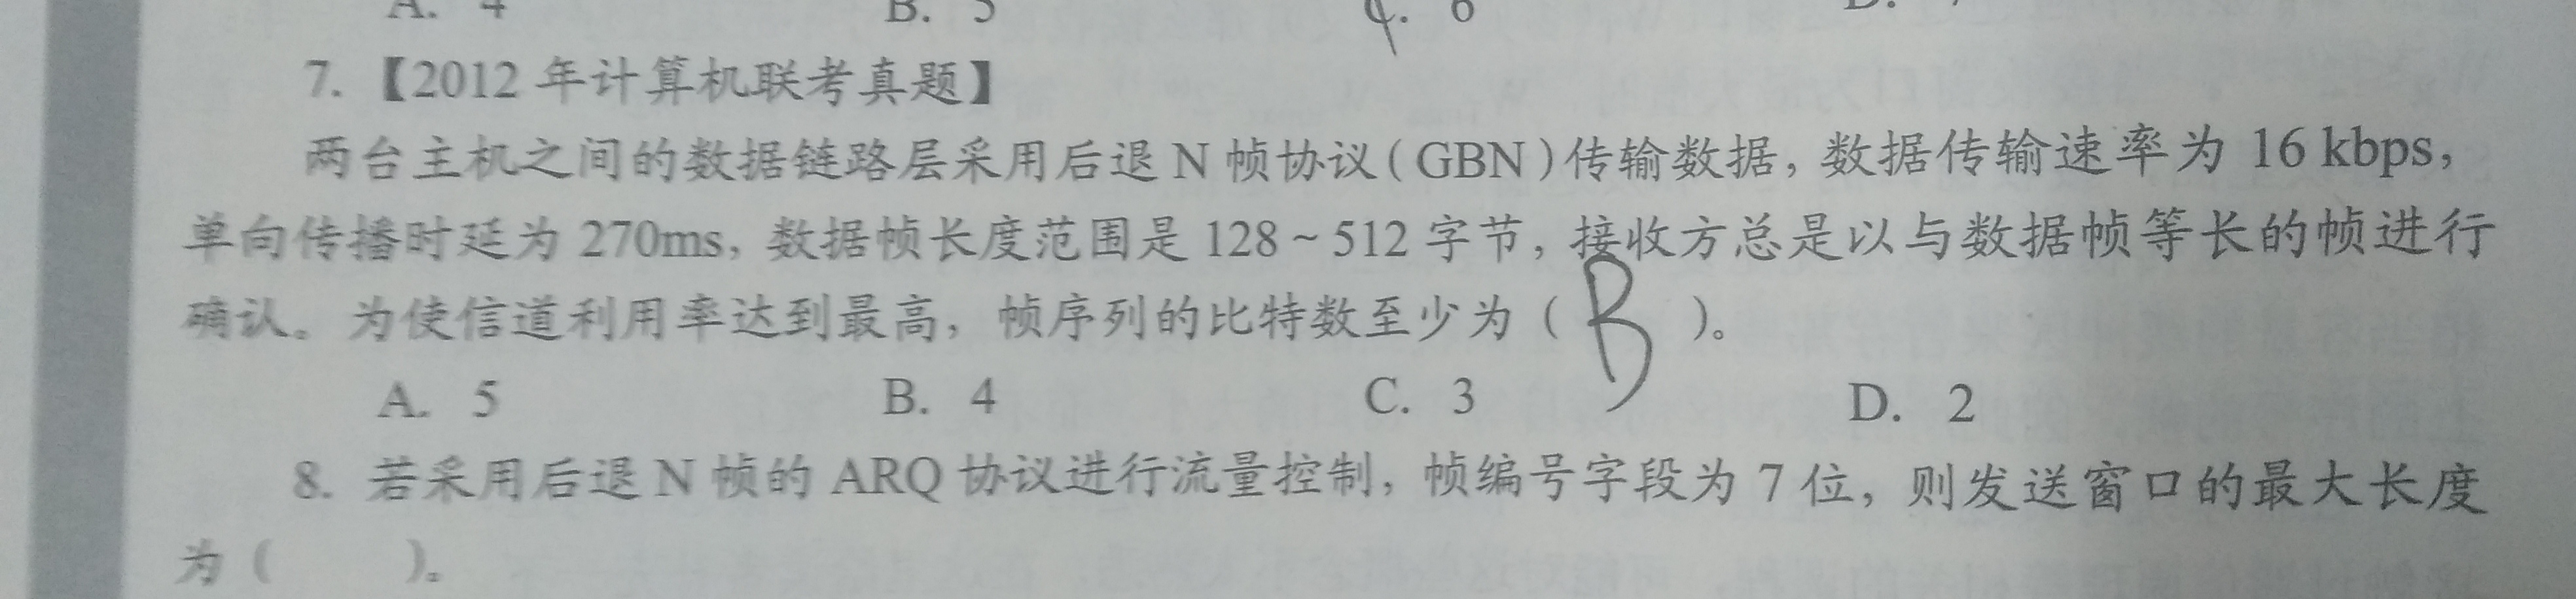 A. 4 B. 5 C. 6 D.
7. 【2012 年计算机联考真题】
两台主机之间的数据链路层采用后退 N 帧协议(GBN)传输数据,数据传输速率为 16 kbps,
单向传播时延为 270ms,数据帧长度范围是 128~512 字节,接收方总是以与数据帧等长的帧进行
确认。为使信道利用率达到最高,帧序列的比特数至少为( B )。
A. 5 B. 4 C. 3 D. 2
8. 若采用后退 N 帧的 ARQ 协议进行流量控制,帧编号字段为 7 位,则发送窗口的最大长度
为( )。